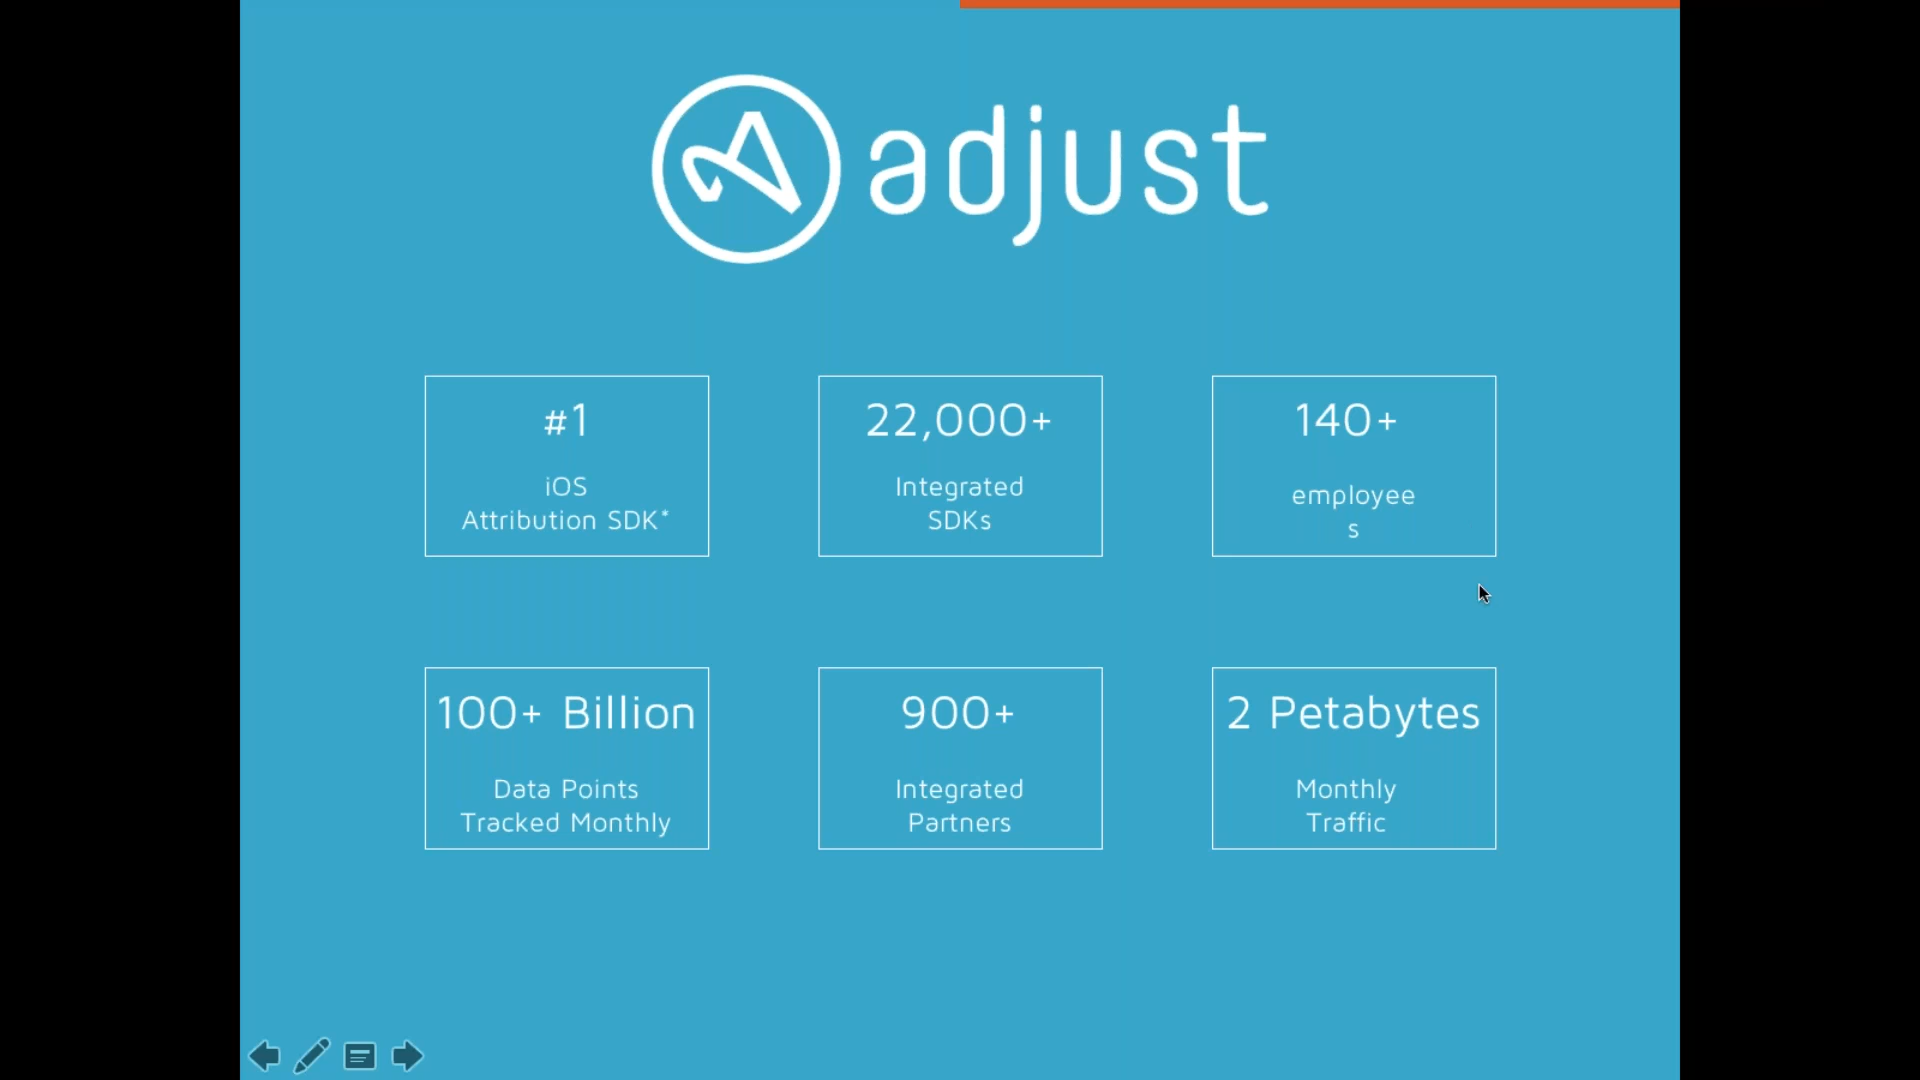 adjust
#1
iOS
Attribution SDK*
22,000+
Integrated
SDKs
140+
employee
s
100+ Billion
Data Points
Tracked Monthly
900+
Integrated
Partners
2 Petabytes
Monthly
Traffic